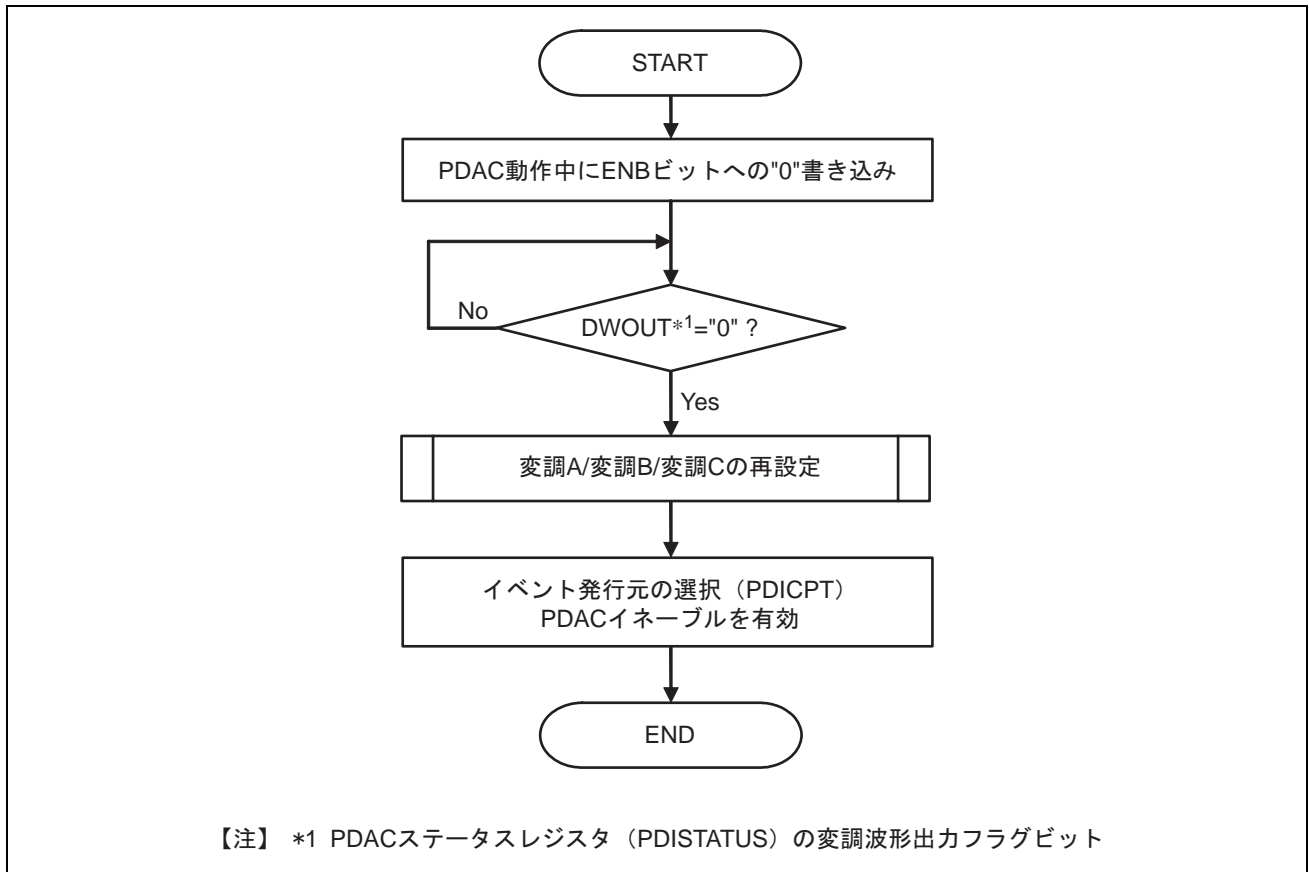 START
PDAC動作中にENBビットへの"0"書き込み
No
DWOUT*1="0" ?
Yes
変調A/変調B/変調Cの再設定
イベント発行元の選択（PDICPT）
PDACイネーブルを有効
END
【注】 *1 PDACステータスレジスタ（PDISTATUS）の変調波形出力フラグビット